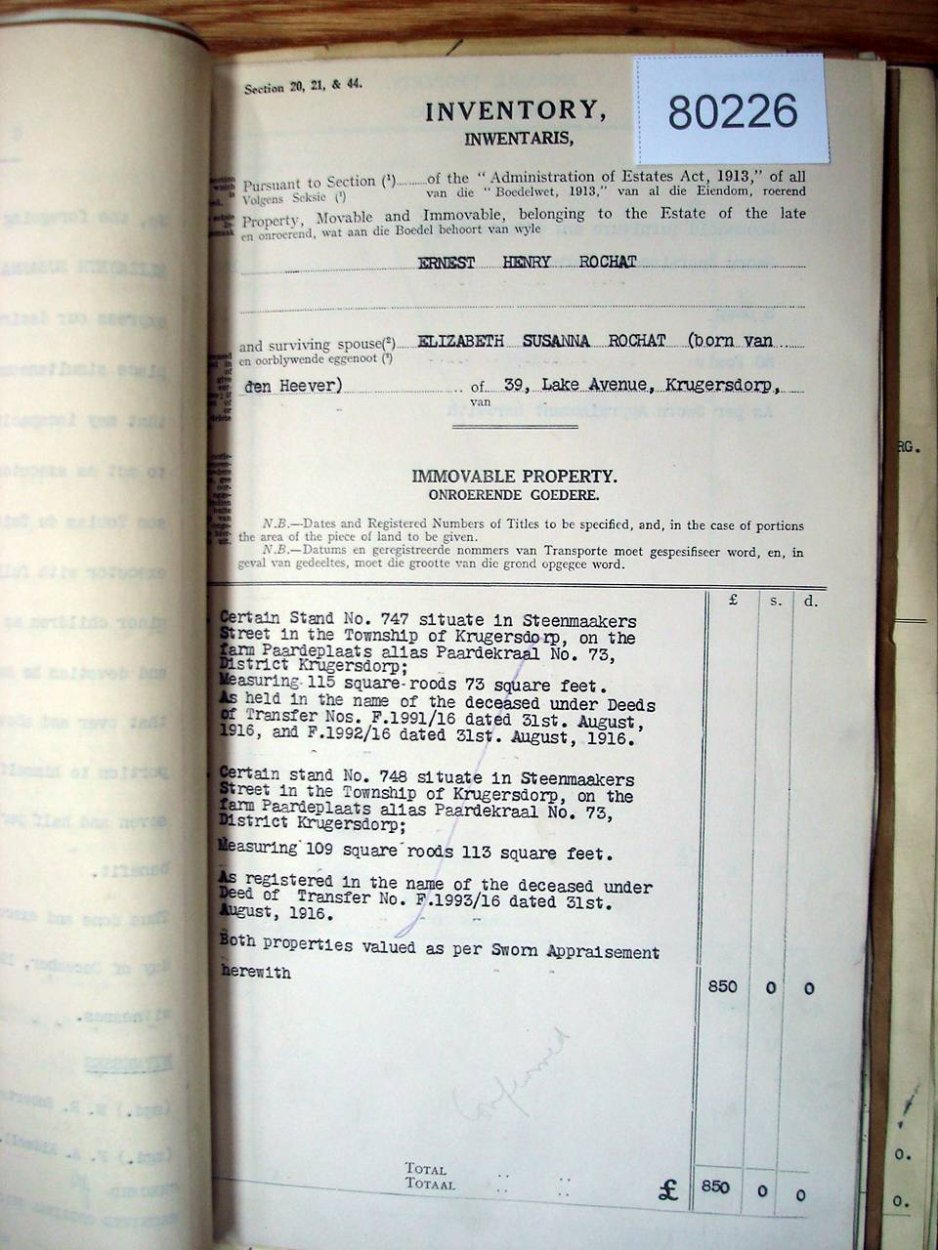 Section 20, 21, & 44.
80226
INVENTORY,
INWENTARIS,
Pursuant to Section (¹)........of the "Administration of Estates Act, 1913," of all
Volgens Seksie (¹) van die "Boedelwet, 1913," van al die Eiendom, roerend
Property, Movable and Immovable, belonging to the Estate of the late
en onroerend, wat aan die Boedel behoort van wyle
ERNEST HENRY ROCHAT
and surviving spouse(²) ELIZABETH SUSANNA ROCHAT (born van
en oorblywende eggenoot (²)
den Heever) of 39, Lake Avenue, Krugersdorp,
van
IMMOVABLE PROPERTY.
ONROERENDE GOEDERE.
N.B.—Dates and Registered Numbers of Titles to be specified, and, in the case of portions
the area of the piece of land to be given.
N.B.—Datums en geregistreerde nommers van Transporte moet gespesifiseer word, en, in
geval van gedeeltes, moet die grootte van die grond opgegee word.
£ s. d.
Certain Stand No. 747 situate in Steenmaakers
Street in the Township of Krugersdorp, on the
farm Paardeplaats alias Paardekraal No. 73,
District Krugersdorp;
Measuring 115 square roods 73 square feet.
As held in the name of the deceased under Deeds
of Transfer Nos. F.1991/16 dated 31st. August,
1916, and F.1992/16 dated 31st. August, 1916.
Certain stand No. 748 situate in Steenmaakers
Street in the Township of Krugersdorp, on the
farm Paardeplaats alias Paardekraal No. 73,
District Krugersdorp;
Measuring 109 square roods 113 square feet.
As registered in the name of the deceased under
Deed of Transfer No. F.1993/16 dated 31st.
August, 1916.
Both properties valued as per Sworn Appraisement
herewith 850 0 0
TOTAL
TOTAAL £ 850 0 0
RG.
0.
0.